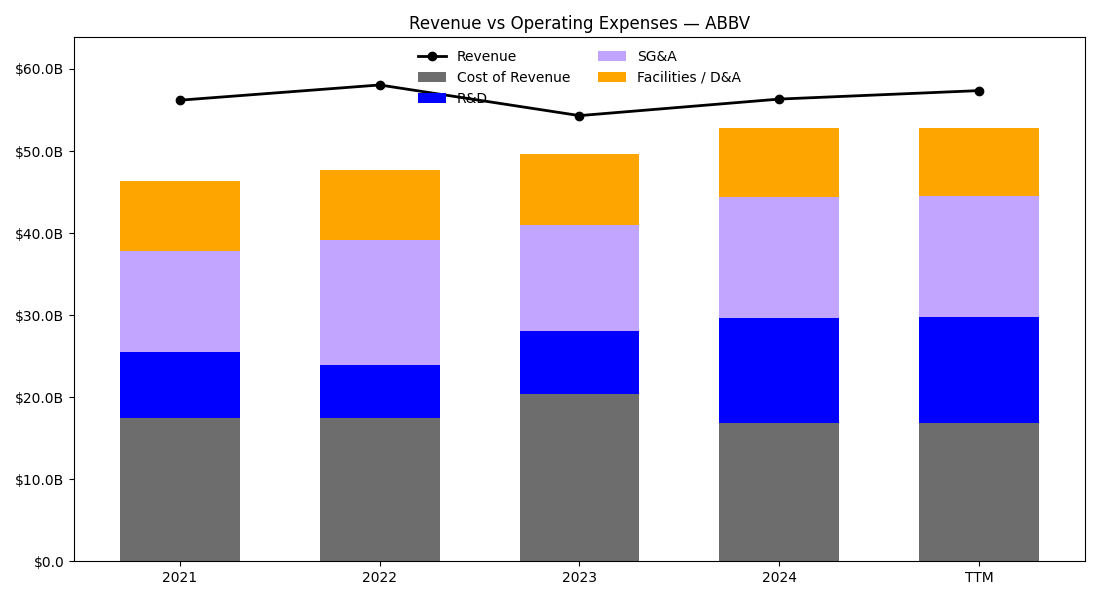 Revenue vs Operating Expenses — ABBV
Revenue
Cost of Revenue
R&D
SG&A
Facilities / D&A
$60.0B
$50.0B
$40.0B
$30.0B
$20.0B
$10.0B
$0.0
2021
2022
2023
2024
TTM